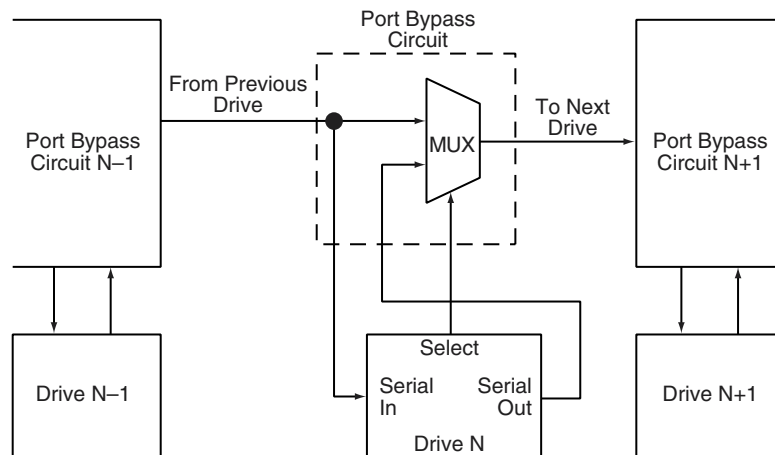 Port Bypass
Circuit
From Previous
Drive
To Next
Drive
Port Bypass
Circuit N–1
MUX
Port Bypass
Circuit N+1
Select
Drive N–1
Serial
In
Serial
Out
Drive N
Drive N+1